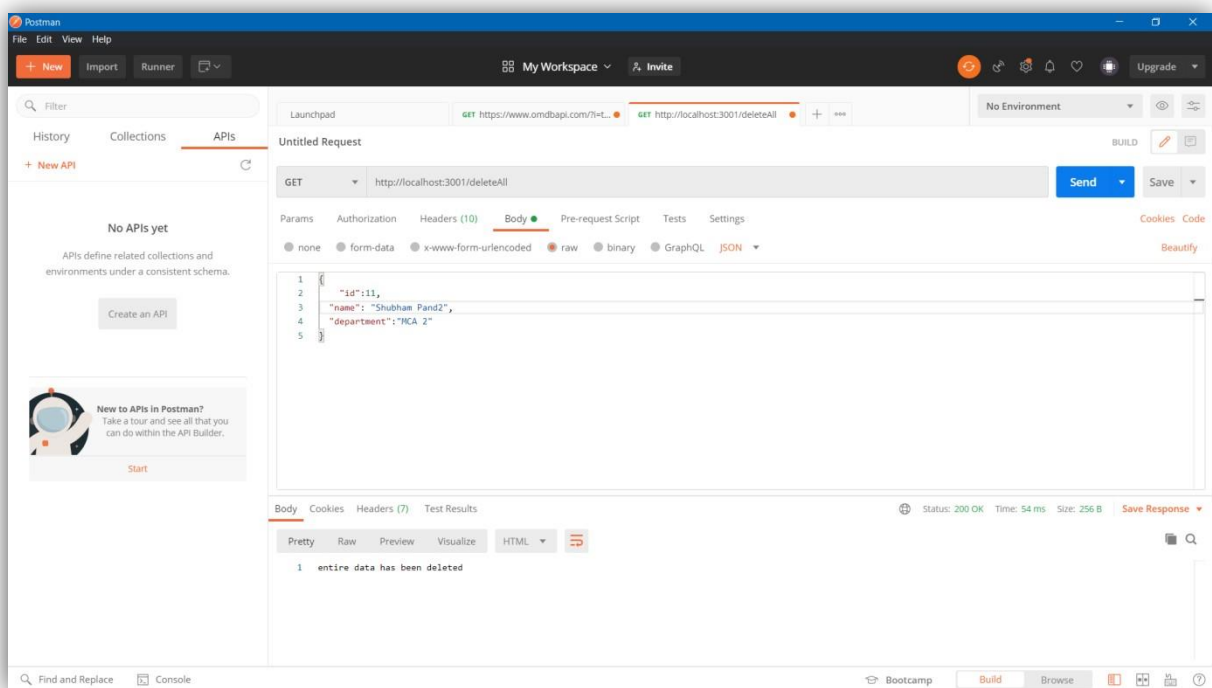 Postman
File Edit View Help
+ New Import Runner My Workspace Invite Upgrade
Filter
History Collections APIs
+ New API
No APIs yet
APIs define related collections and
environments under a consistent schema.
Create an API
New to APIs in Postman?
Take a tour and see all that you
can do within the API Builder.
Start
Launchpad GET https://www.omdbapi.com/?i=t... GET http://localhost:3001/deleteAll + ooo No Environment
Untitled Request BUILD
GET http://localhost:3001/deleteAll Send Save
Params Authorization Headers (10) Body Pre-request Script Tests Settings Cookies Code
none form-data x-www-form-urlencoded raw binary GraphQL JSON Beautify
1 {
2 "id":11,
3 "name": "Shubham Pand2",
4 "department":"MCA 2"
5 }
Body Cookies Headers (7) Test Results Status: 200 OK Time: 54 ms Size: 256 B Save Response
Pretty Raw Preview Visualize HTML
1 entire data has been deleted
Find and Replace Console Bootcamp Build Browse